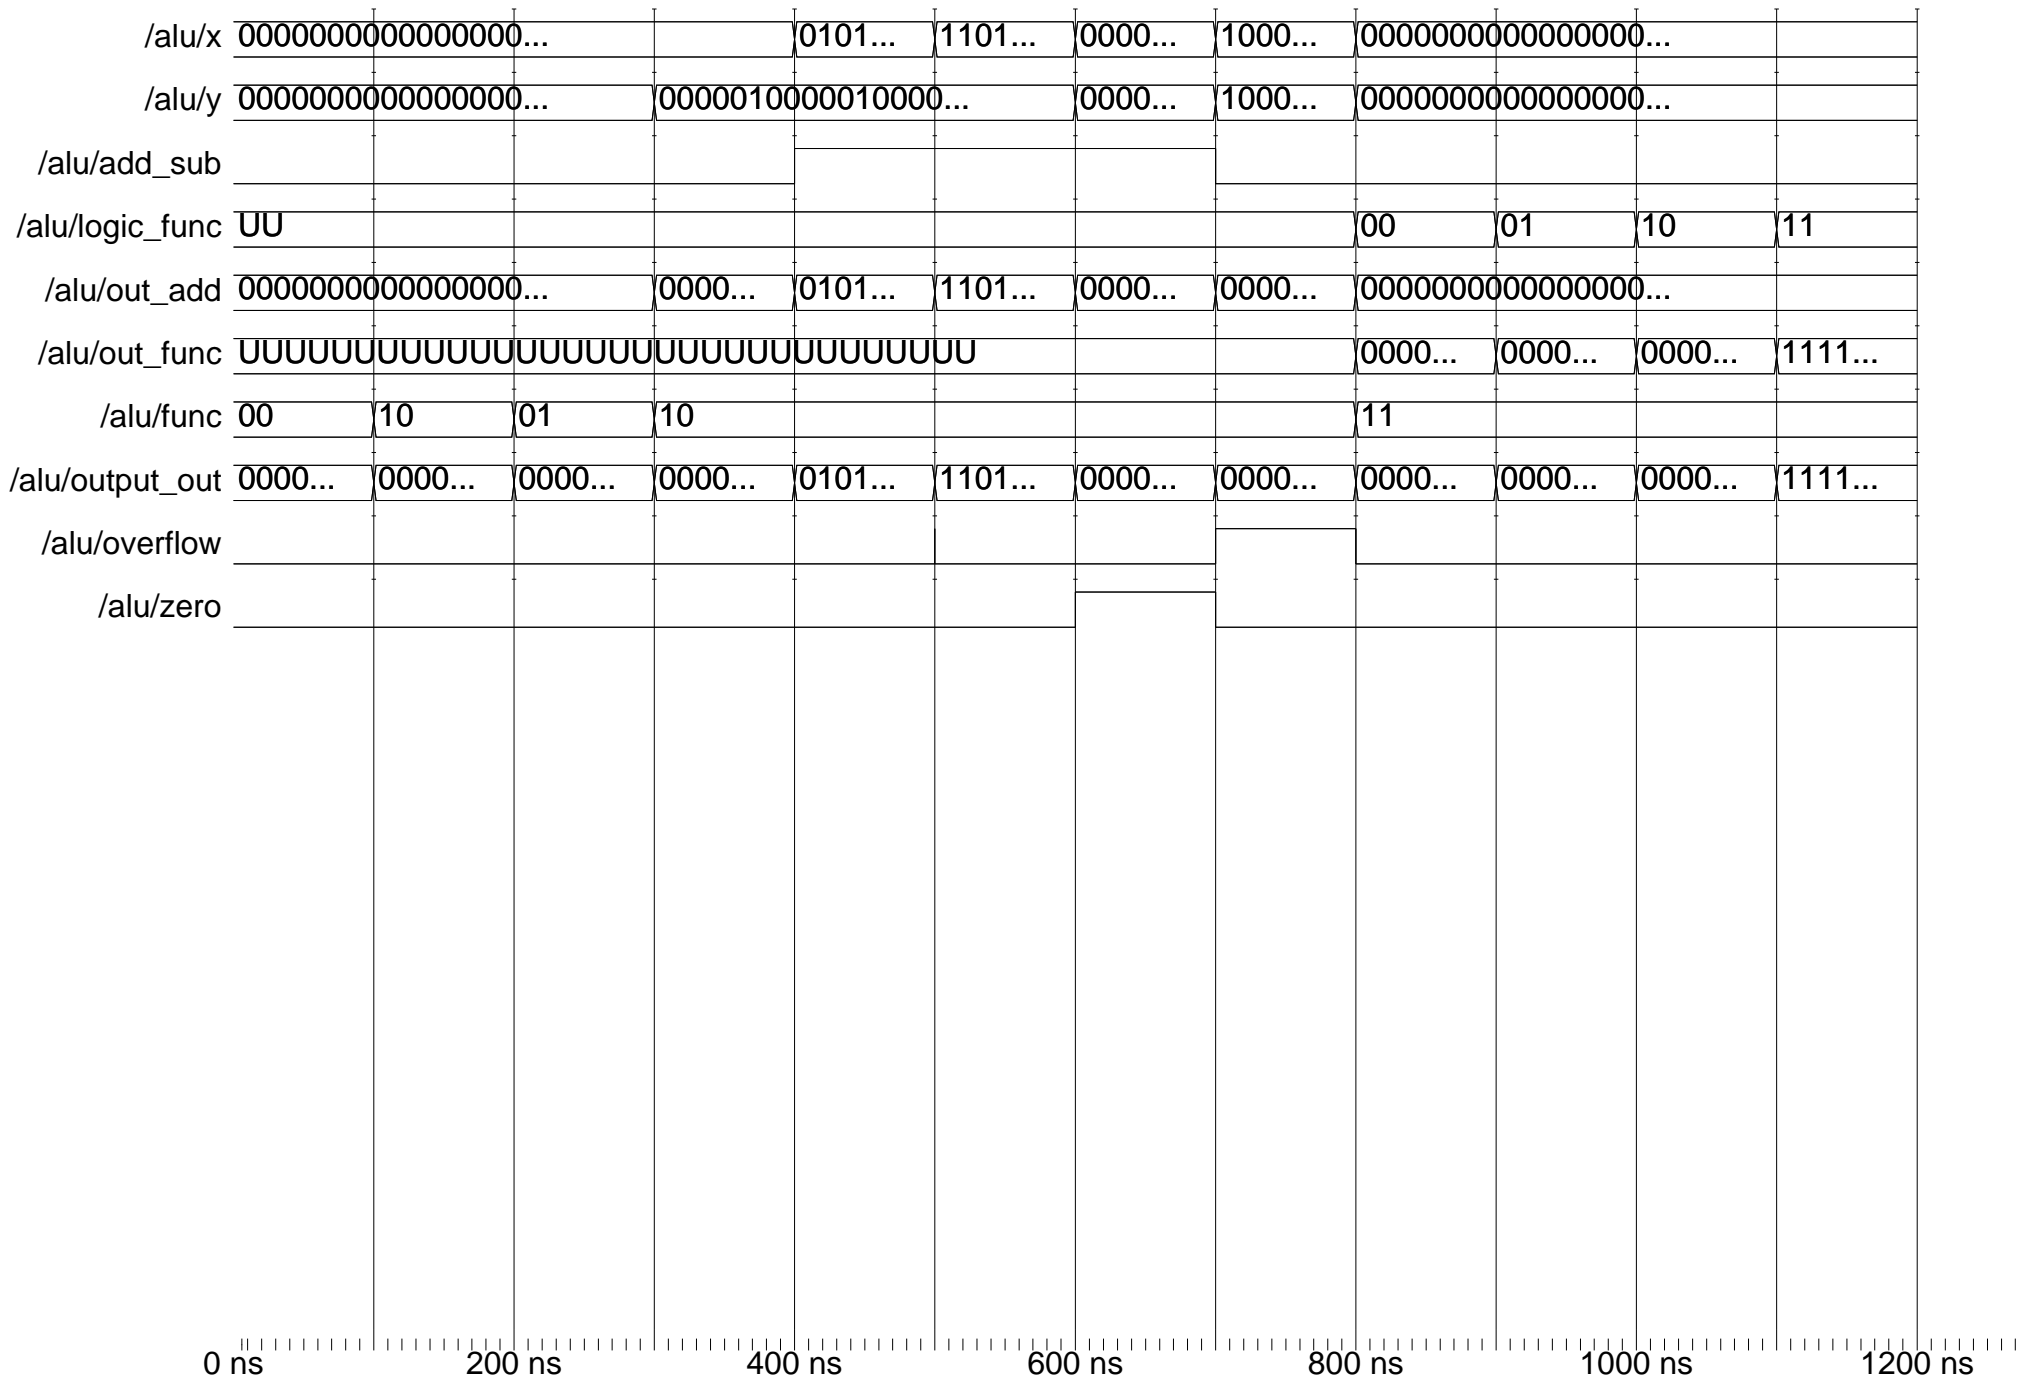 /alu/x 0000000000000000... 0101... 1101... 0000... 1000... 0000000000000000...
/alu/y 0000000000000000... 0000010000010000... 0000... 1000... 0000000000000000...
/alu/add_sub
/alu/logic_func UU 00 01 10 11
/alu/out_add 0000000000000000... 0000... 0101... 1101... 0000... 0000... 0000000000000000...
/alu/out_func UUUUUUUUUUUUUUUUUUUUUUUUUUUUUUUU 0000... 0000... 0000... 1111...
/alu/func 00 10 01 10 11
/alu/output_out 0000... 0000... 0000... 0000... 0101... 1101... 0000... 0000... 0000... 0000... 0000... 1111...
/alu/overflow
/alu/zero
0 ns 200 ns 400 ns 600 ns 800 ns 1000 ns 1200 ns